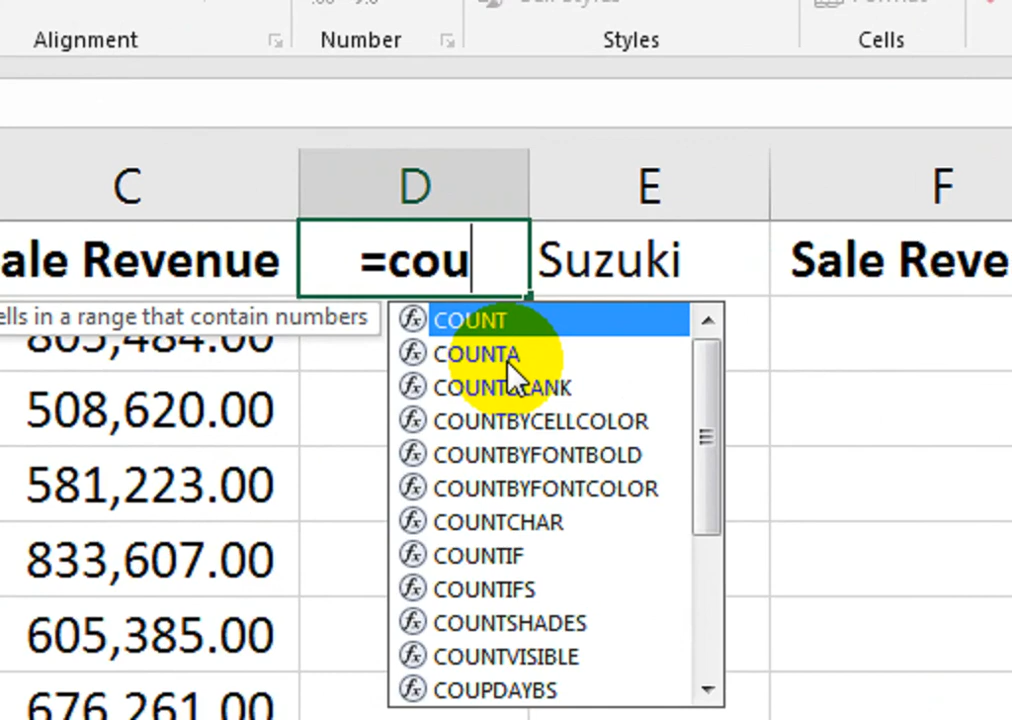 Alignment Number Styles Cells
C D E F
ale Revenue =cou Suzuki Sale Reve
ells in a range that contain numbers
805,484.00
508,620.00
581,223.00
833,607.00
605,385.00
676,261.00
COUNT
COUNTA
COUNTBLANK
COUNTBYCELLCOLOR
COUNTBYFONTBOLD
COUNTBYFONTCOLOR
COUNTCHAR
COUNTIF
COUNTIFS
COUNTSHADES
COUNTVISIBLE
COUPDAYBS